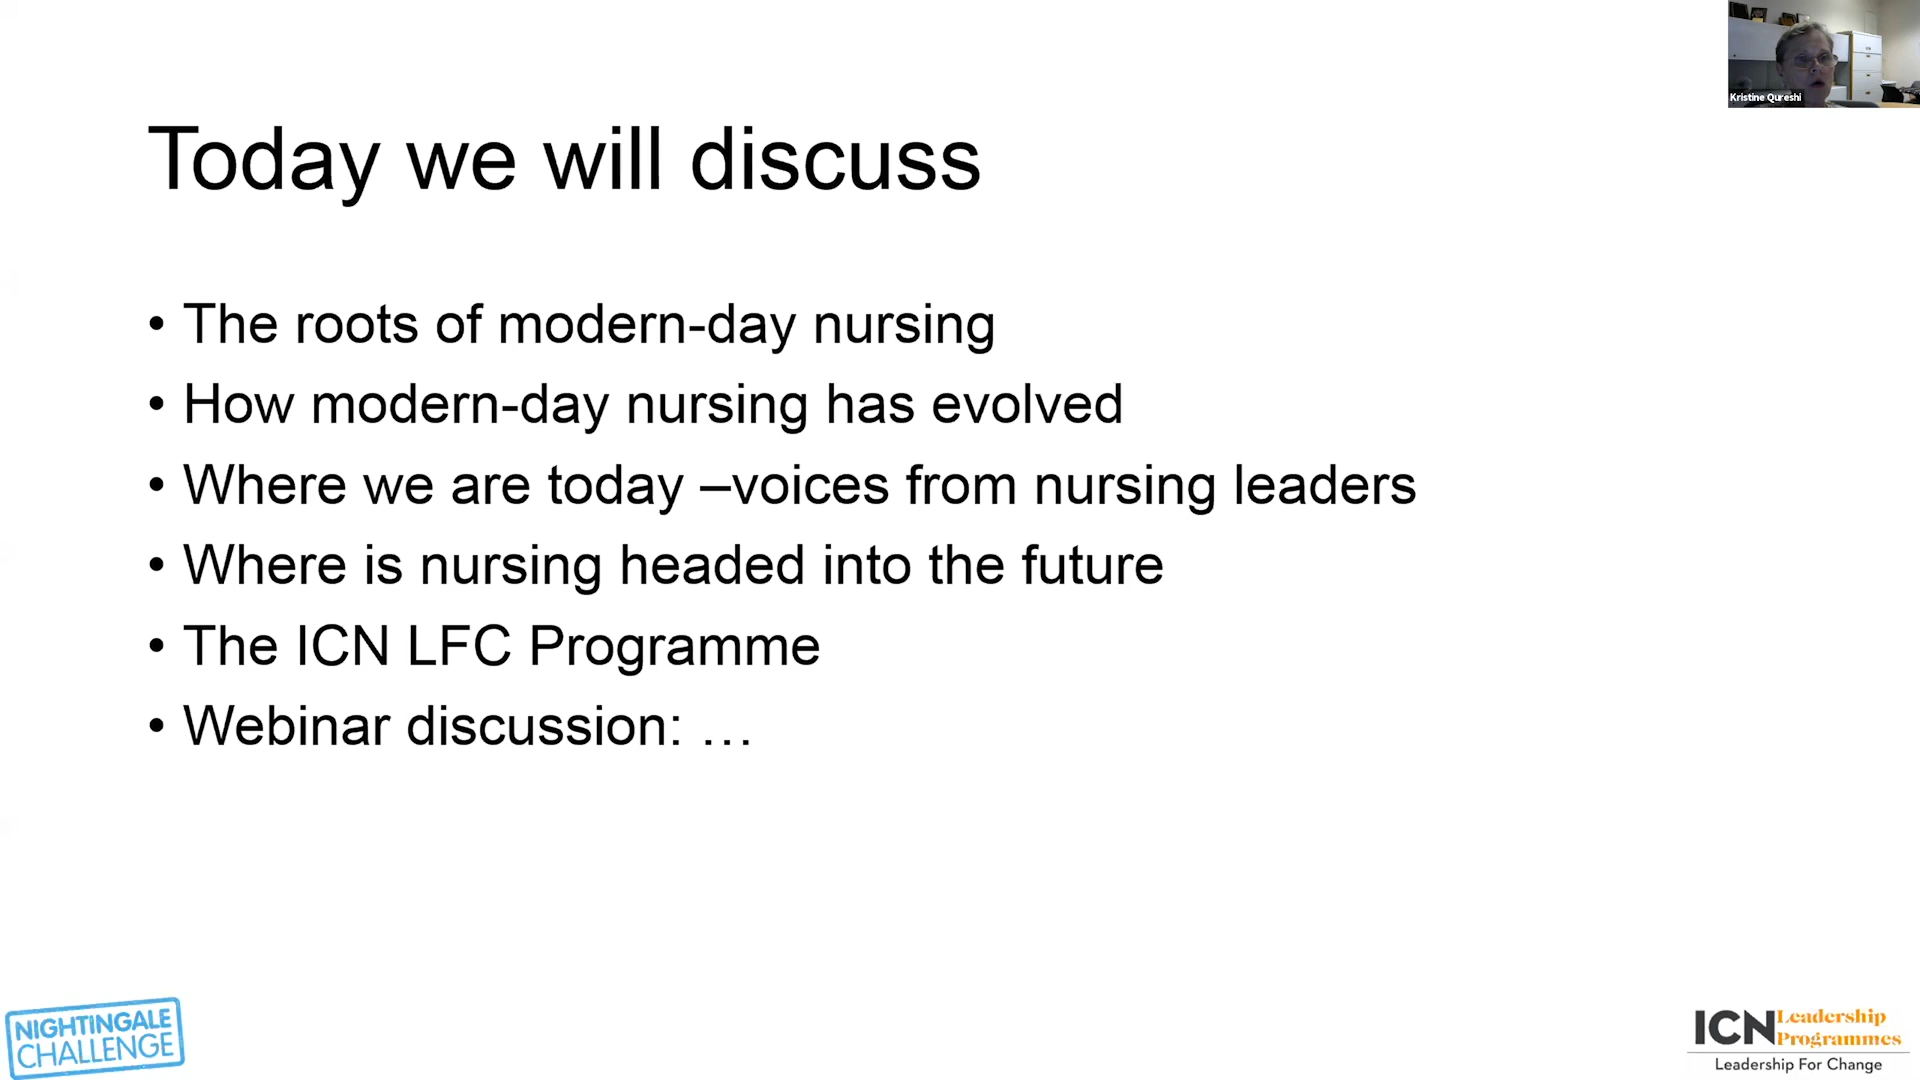 Kristine Qureshi
Today we will discuss
• The roots of modern-day nursing
• How modern-day nursing has evolved
• Where we are today –voices from nursing leaders
• Where is nursing headed into the future
• The ICN LFC Programme
• Webinar discussion: …
NIGHTINGALE
CHALLENGE
ICN Leadership
Programmes
Leadership For Change